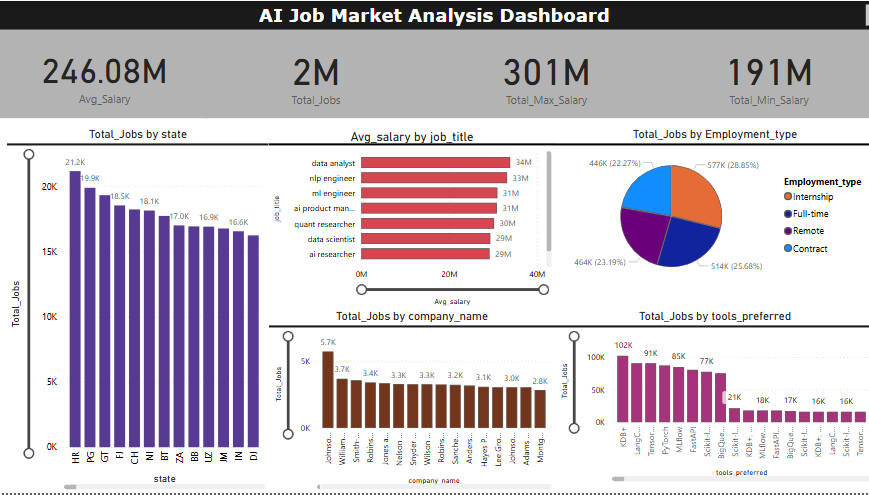 AI Job Market Analysis Dashboard
246.08M
Avg_Salary
2M
Total_Jobs
301M
Total_Max_Salary
191M
Total_Min_Salary
Total_Jobs by state
Total_Jobs
20K
15K
10K
5K
0K
21.2K
19.9K
18.5K
18.1K
17.0K
16.9K
16.6K
HR
PG
GT
FJ
CH
NI
BT
ZA
BB
UZ
IM
IN
DJ
state
Avg_salary by job_title
job_title
data analyst 34M
nlp engineer 33M
ml engineer 31M
ai product man... 31M
quant researcher 30M
data scientist 29M
ai researcher 29M
0M 20M 40M
Avg_salary
Total_Jobs by Employment_type
446K (22.27%)
577K (28.85%)
464K (23.19%)
514K (25.68%)
Employment_type
Internship
Full-time
Remote
Contract
Total_Jobs by company_name
Total_Jobs
5K
0K
5.7K
3.7K
3.4K
3.3K
3.3K
3.2K
3.1K
3.0K
2.8K
Johnso...
William...
Smith-...
Robins...
Jones a...
Nelson ...
Snyder ...
Wilson ...
Robins...
Sanche...
Anders...
Hayes P...
Lee Gro...
Johnso...
Adams ...
Montg...
company_name
Total_Jobs by tools_preferred
Total_Jobs
100K
50K
0K
102K
91K
85K
77K
21K
18K
17K
16K
16K
KDB+
LangC...
Tensor...
PyTorch
MLflow
FastAPI
Scikit-l...
BigQue...
Scikit-l...
KDB+, ...
MLflow...
FastAPI...
BigQue...
Scikit-l...
KDB+, ...
LangC...
Scikit-l...
Tensor...
tools_preferred